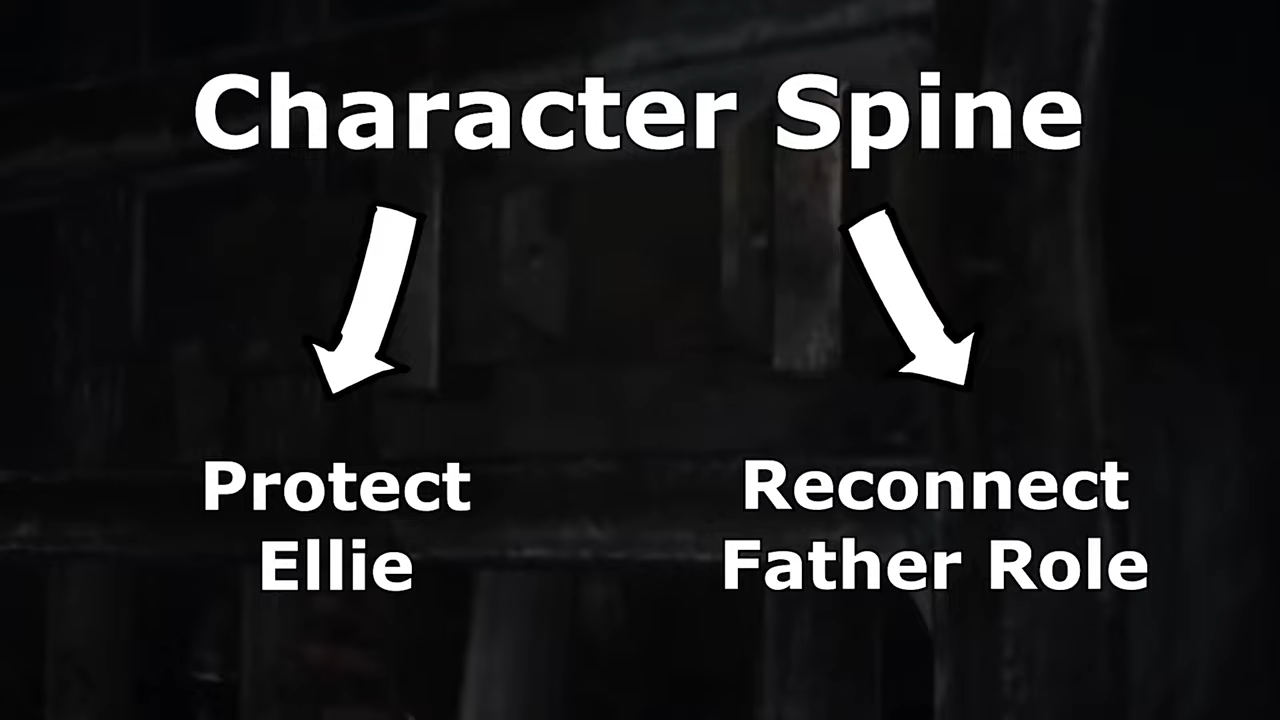 Character Spine
Protect
Ellie
Reconnect
Father Role